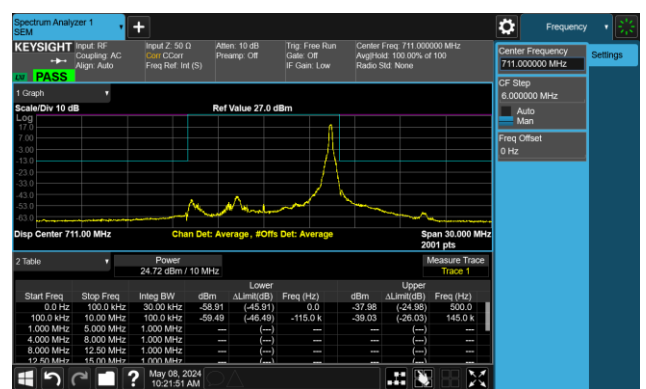 Spectrum Analyzer 1
SEM
Frequency
KEYSIGHT
Input: RF
Coupling: AC
Align: Auto
Input Z: 50 Ω
Corr CCorr
Freq Ref: Int (S)
Atten: 10 dB
Preamp: Off
Trig: Free Run
Gate: Off
IF Gain: Low
Center Freq: 711.000000 MHz
Avg|Hold: 100.00% of 100
Radio Std: None
PASS
Center Frequency
711.000000 MHz
Settings
CF Step
6.000000 MHz
Auto
Man
Freq Offset
0 Hz
1 Graph
Scale/Div 10 dB
Ref Value 27.0 dBm
Log
17.0
7.00
-3.00
-13.0
-23.0
-33.0
-43.0
-53.0
-63.0
Disp Center 711.00 MHz
Chan Det: Average, #Offs Det: Average
Span 30.000 MHz
2001 pts
2 Table
Power
24.72 dBm / 10 MHz
Measure Trace
Trace 1
Lower Upper
Start Freq Stop Freq Integ BW dBm ΔLimit(dB) Freq (Hz) dBm ΔLimit(dB) Freq (Hz)
0.0 Hz 100.0 kHz 30.00 kHz -58.91 (-45.91) 0.0 -37.98 (-24.98) 500.0
100.0 kHz 10.00 MHz 100.0 kHz -59.49 (-46.49) -115.0 k -39.03 (-26.03) 145.0 k
1.000 MHz 5.000 MHz 1.000 MHz --- (---) --- --- (---) ---
4.000 MHz 8.000 MHz 1.000 MHz --- (---) --- --- (---) ---
8.000 MHz 12.50 MHz 1.000 MHz --- (---) --- --- (---) ---
12.50 MHz 15.00 MHz 1.000 MHz --- (---) --- --- (---) ---
?
May 08, 2024
10:21:51 AM